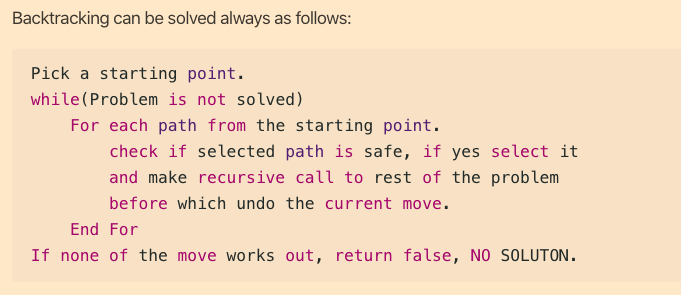 Backtracking can be solved always as follows:
Pick a starting point.
while(Problem is not solved)
For each path from the starting point.
check if selected path is safe, if yes select it
and make recursive call to rest of the problem
before which undo the current move.
End For
If none of the move works out, return false, NO SOLUTON.